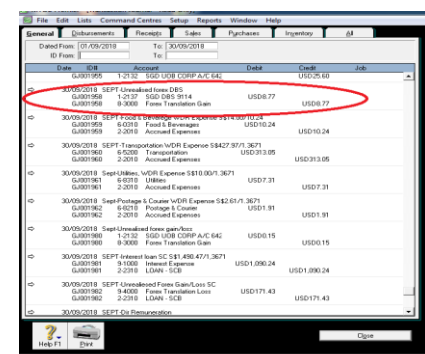 File Edit Lists Command Centres Setup Reports Window Help
General Disbursements Receipts Sales Purchases Inventory All
Dated From: 01/09/2018 To: 30/09/2018
ID From: To:
Date ID# Account Debit Credit Job
GJ001955 1-2132 SGD UOB CORP A/C 642 USD25.60
30/09/2018 SEPT-Unrealised forex DBS
GJ001958 1-2137 SGD DBS 9114 USD8.77
GJ001958 8-3000 Forex Translation Gain USD8.77
30/09/2018 SEPT-Food & Beverage WDR Expense S$14.00/10.24
GJ001959 6-0310 Food & Beverages USD10.24
GJ001959 2-2010 Accrued Expenses USD10.24
30/09/2018 SEPT-Transportation WDR Expense S$427.97/1.3671
GJ001960 6-5200 Transportation USD313.05
GJ001960 2-2010 Accrued Expenses USD313.05
30/09/2018 Sept-Utilities, WDR Expense S$10.00/1.3671
GJ001961 6-8310 Utilities USD7.31
GJ001961 2-2010 Accrued Expenses USD7.31
30/09/2018 Sept-Postage & Courier WDR Expense S$2.61/1.3671
GJ001962 6-8210 Postage & Courier USD1.91
GJ001962 2-2010 Accrued Expenses USD1.91
30/09/2018 Sept-Unrealised forex gain/loss
GJ001980 1-2132 SGD UOB CORP A/C 642 USD0.15
GJ001980 8-3000 Forex Translation Gain USD0.15
30/09/2018 SEPT-Interest loan SC S$1,490.47/1.3671
GJ001981 9-1000 Interest Expense USD1,090.24
GJ001981 2-2310 LOAN - SCB USD1,090.24
30/09/2018 SEPT-Unrealiesed Forex Gain/Loss SC
GJ001982 9-4000 Forex Translation Loss USD171.43
GJ001982 2-2310 LOAN - SCB USD171.43
30/09/2018 SEPT-Dir Remuneration
Help F1 Print Close